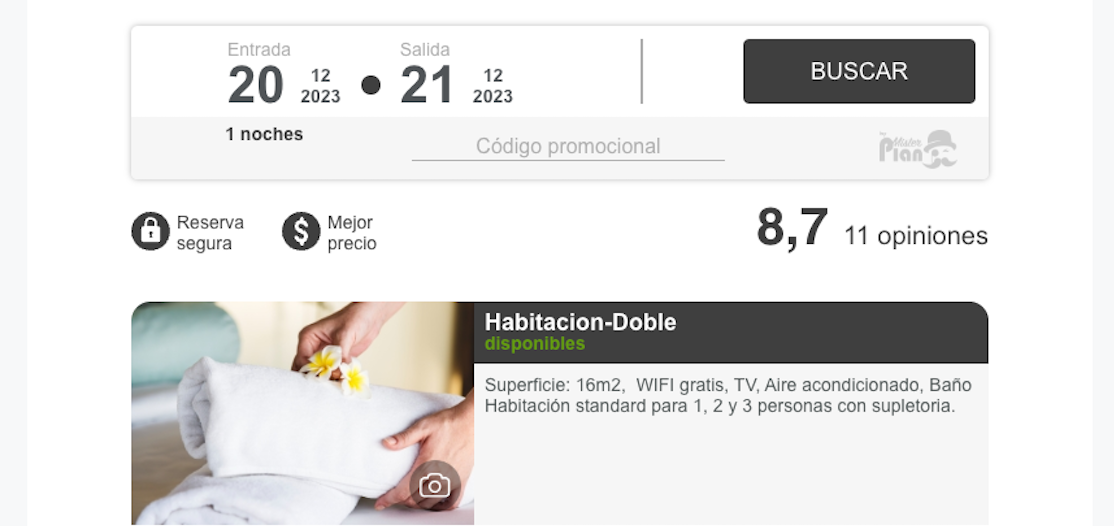 Entrada
20 12 2023
Salida
21 12 2023
BUSCAR
1 noches
Código promocional
Mister
Plan
Reserva
segura
Mejor
precio
8,7 11 opiniones
Habitacion-Doble
disponibles
Superficie: 16m2, WIFI gratis, TV, Aire acondicionado, Baño
Habitación standard para 1, 2 y 3 personas con supletoria.